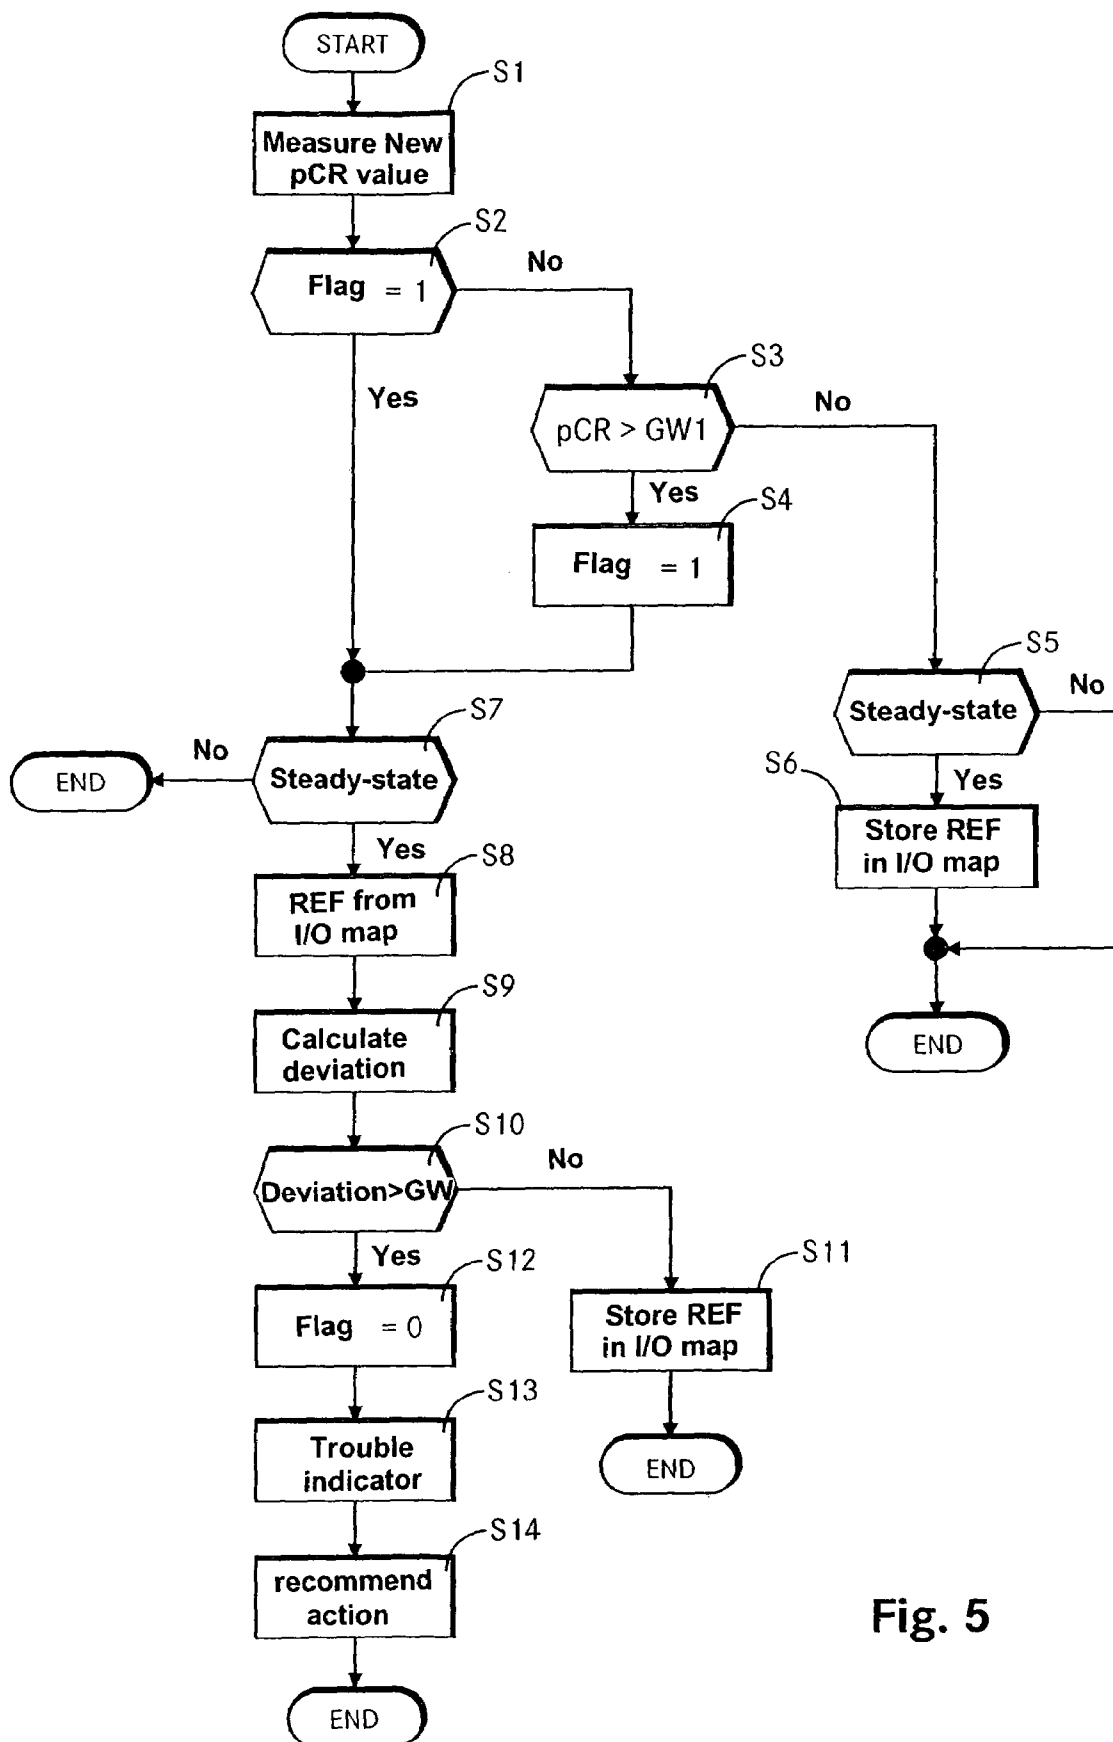 START
S1
Measure New
pCR value
S2
Flag = 1
No
Yes
S3
pCR > GW1
No
Yes
S4
Flag = 1
S5
Steady-state
No
Yes
S6
Store REF
in I/O map
END
S7
Steady-state
No
END
Yes
S8
REF from
I/O map
S9
Calculate
deviation
S10
Deviation>GW
No
Yes
S11
Store REF
in I/O map
END
S12
Flag = 0
S13
Trouble
indicator
S14
recommend
action
END
Fig. 5